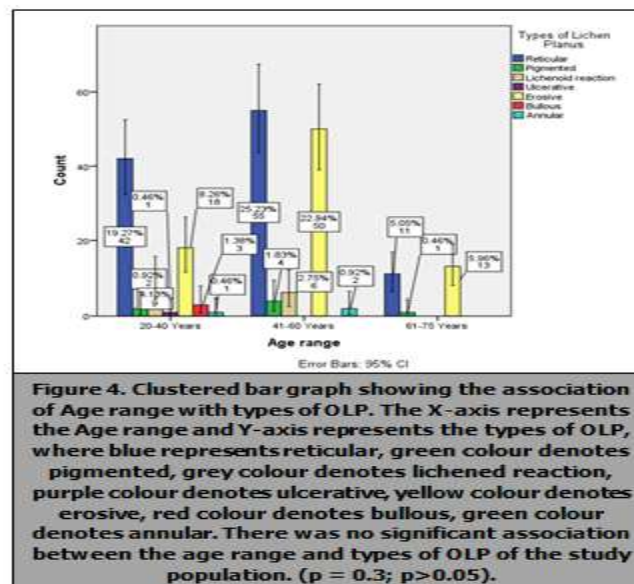 Types of Lichen
Planus
Reticular
Pigmented
Lichenoid reaction
Ulcerative
Erosive
Bullous
Annular
Count
60
40
20
0
19.27%
42
0.92%
2
9
0.46%
1
8.26%
18
1.38%
3
0.46%
1
25.23%
55
1.83%
4
2.75%
6
22.94%
50
0.92%
2
5.05%
11
0.46%
1
5.96%
13
20-40 Years
41-60 Years
61-75 Years
Age range
Error Bars: 95% CI
Figure 4. Clustered bar graph showing the association
of Age range with types of OLP. The X-axis represents
the Age range and Y-axis represents the types of OLP,
where blue represents reticular, green colour denotes
pigmented, grey colour denotes lichened reaction,
purple colour denotes ulcerative, yellow colour denotes
erosive, red colour denotes bullous, green colour
denotes annular. There was no significant association
between the age range and types of OLP of the study
population. (p = 0.3; p>0.05).